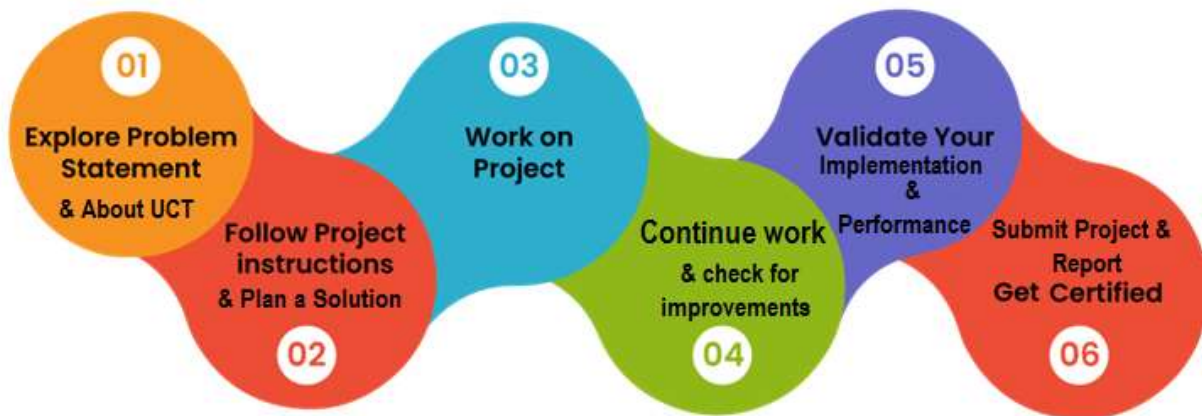 01
Explore Problem
Statement
& About UCT
Follow Project
instructions
& Plan a Solution
02
03
Work on
Project
Continue work
& check for
improvements
04
05
Validate Your
Implementation
&
Performance
Submit Project &
Report
Get Certified
06